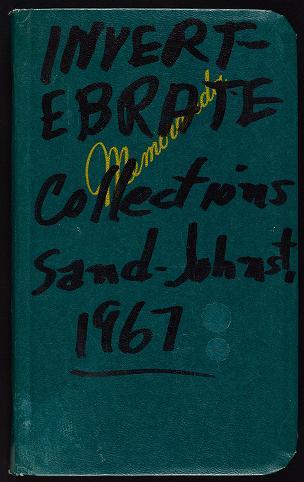 INVERT-
EBRATE
Memoranda
Collections
Sand-Johnst.
1967